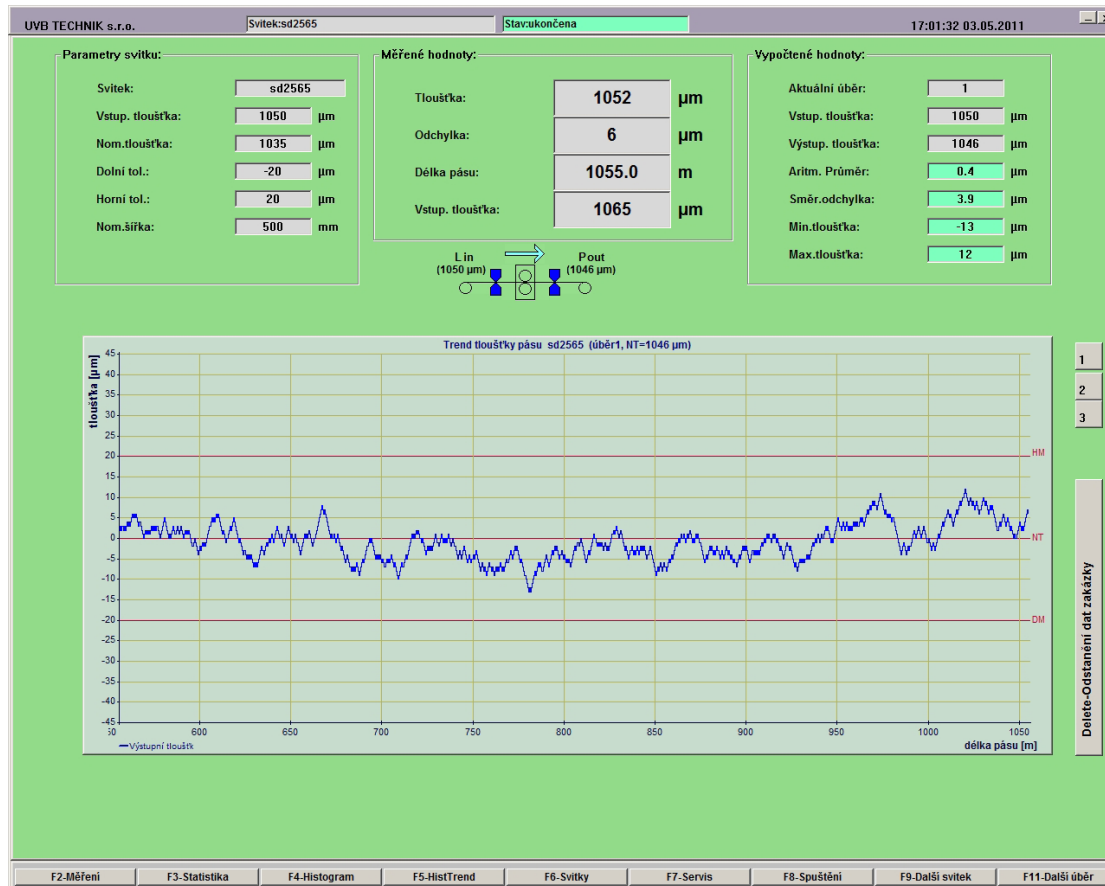 UVB TECHNIK s.r.o. Svitek:sd2565 Stav:ukončena 17:01:32 03.05.2011
Parametry svitku:
Svitek: sd2565
Vstup. tloušťka: 1050 µm
Nom.tloušťka: 1035 µm
Dolní tol.: -20 µm
Horní tol.: 20 µm
Nom.šířka: 500 mm
Měřené hodnoty:
Tloušťka: 1052 µm
Odchylka: 6 µm
Délka pásu: 1055.0 m
Vstup. tloušťka: 1065 µm
Vypočtené hodnoty:
Aktuální úběr: 1
Vstup. tloušťka: 1050 µm
Výstup. tloušťka: 1046 µm
Aritm. Průměr: 0.4 µm
Směr.odchylka: 3.9 µm
Min.tloušťka: -13 µm
Max.tloušťka: 12 µm
L in Pout
(1050 µm) (1046 µm)
Trend tloušťky pásu sd2565 (úběr1, NT=1046 µm)
tloušťka [µm]
45
40
35
30
25
20 HM
15
10
5
0 NT
-5
-10
-15
-20 DM
-25
-30
-35
-40
-45
50 600 650 700 750 800 850 900 950 1000 1050
Výstupní tloušťk délka pásu [m]
1
2
3
Delete-Odstanění dat zakázky
F2-Měření F3-Statistika F4-Histogram F5-HistTrend F6-Svitky F7-Servis F8-Spuštění F9-Další svitek F11-Další úběr